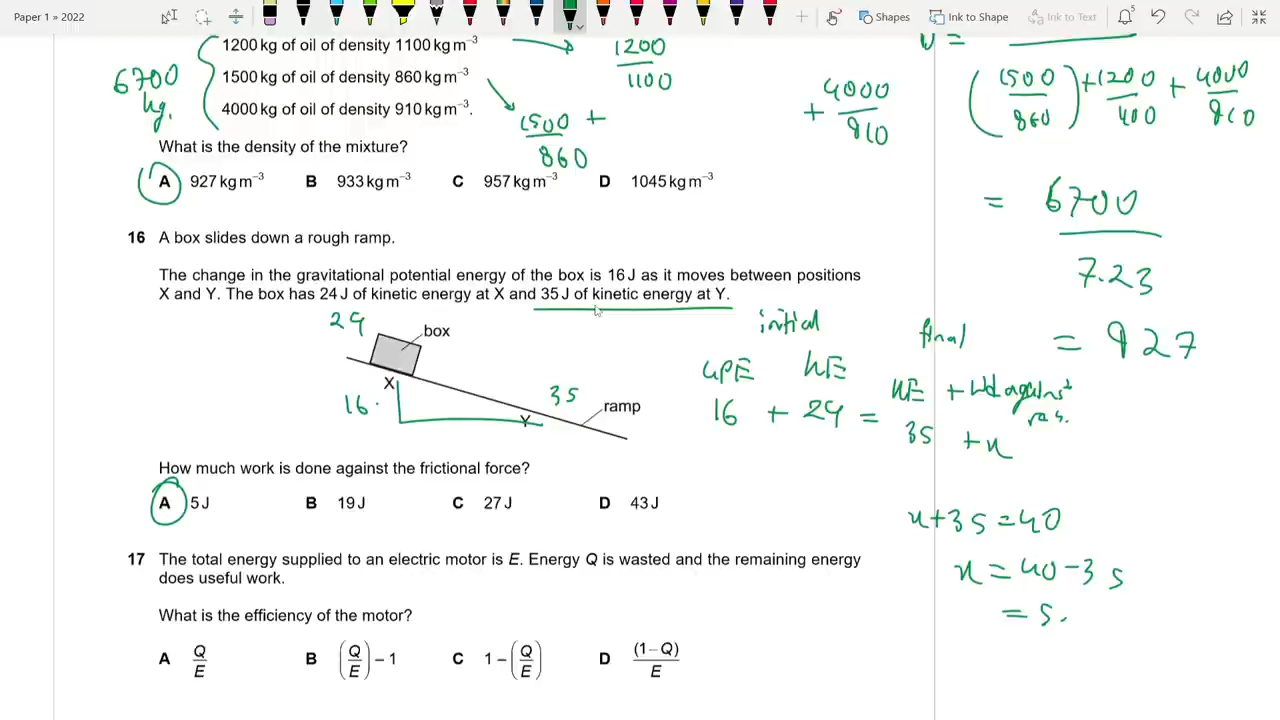 Paper 1 » 2022
Shapes
Ink to Shape
Ink to Text
5
1200 kg of oil of density 1100 kg m⁻³
1500 kg of oil of density 860 kg m⁻³
4000 kg of oil of density 910 kg m⁻³.
6700
kg.
1200
1100
1500 +
860
+ 4000
910
(1500
860) + 1200
400 + 4000
910
What is the density of the mixture?
A 927 kg m⁻³ B 933 kg m⁻³ C 957 kg m⁻³ D 1045 kg m⁻³
= 6700
7.23
= 927
16 A box slides down a rough ramp.
The change in the gravitational potential energy of the box is 16 J as it moves between positions
X and Y. The box has 24 J of kinetic energy at X and 35 J of kinetic energy at Y.
24
box
X
16.
35
Y
ramp
initial final
GPE KE KE + Wd against
res.
16 + 24 = 35 + x
How much work is done against the frictional force?
A 5 J B 19 J C 27 J D 43 J
x + 35 = 40
x = 40 - 35
= 5.
17 The total energy supplied to an electric motor is E. Energy Q is wasted and the remaining energy
does useful work.
What is the efficiency of the motor?
A Q/E B (Q/E) – 1 C 1 – (Q/E) D (1– Q)/E